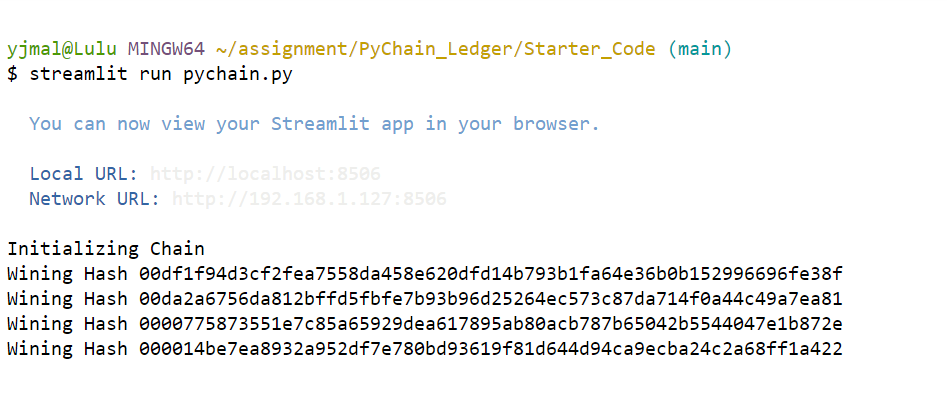 yjmal@Lulu MINGW64 ~/assignment/PyChain_Ledger/Starter_Code (main)
$ streamlit run pychain.py
You can now view your Streamlit app in your browser.
Local URL: http://localhost:8506
Network URL: http://192.168.1.127:8506
Initializing Chain
Wining Hash 00df1f94d3cf2fea7558da458e620dfd14b793b1fa64e36b0b152996696fe38f
Wining Hash 00da2a6756da812bffd5fbfe7b93b96d25264ec573c87da714f0a44c49a7ea81
Wining Hash 0000775873551e7c85a65929dea617895ab80acb787b65042b5544047e1b872e
Wining Hash 000014be7ea8932a952df7e780bd93619f81d644d94ca9ecba24c2a68ff1a422